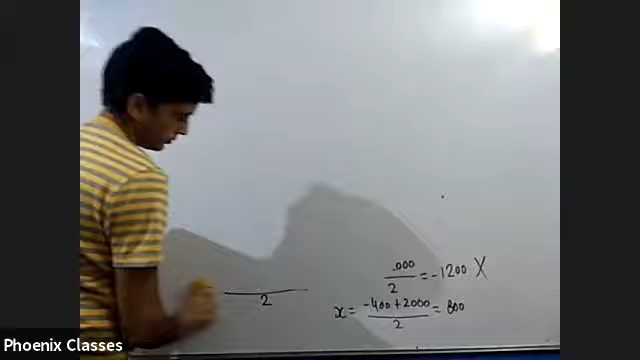 .000
2 = -1200 X
2
x = -400 + 2000
2 = 800
Phoenix Classes